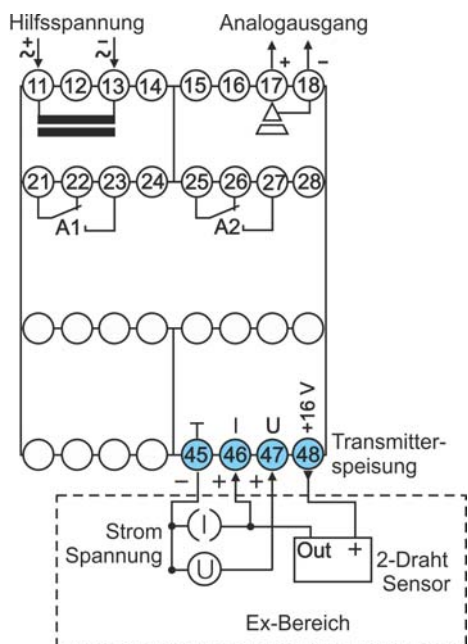 Hilfsspannung Analogausgang
≂+ ≂− + −
11 12 13 14 15 16 17 18
21 22 23 24 25 26 27 28
A1 A2
⊥ I U +16 V
45 46 47 48 Transmitter-
speisung
− + +
Strom
Spannung
I
U
Out +
2-Draht
Sensor
Ex-Bereich